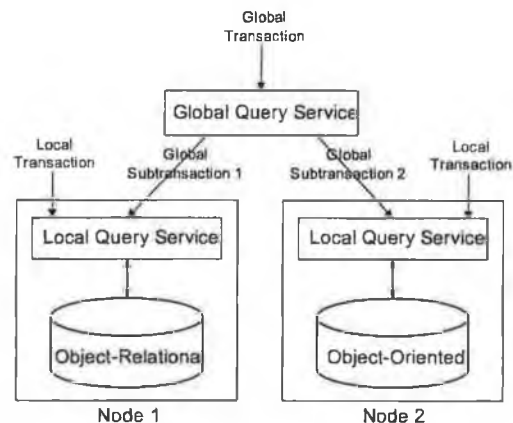 Global
Transaction
Global Query Service
Local
Transaction
Global
Subtransaction 1
Global
Subtransaction 2
Local
Transaction
Local Query Service
Local Query Service
Object-Relationa
Object-Oriented
Node 1
Node 2